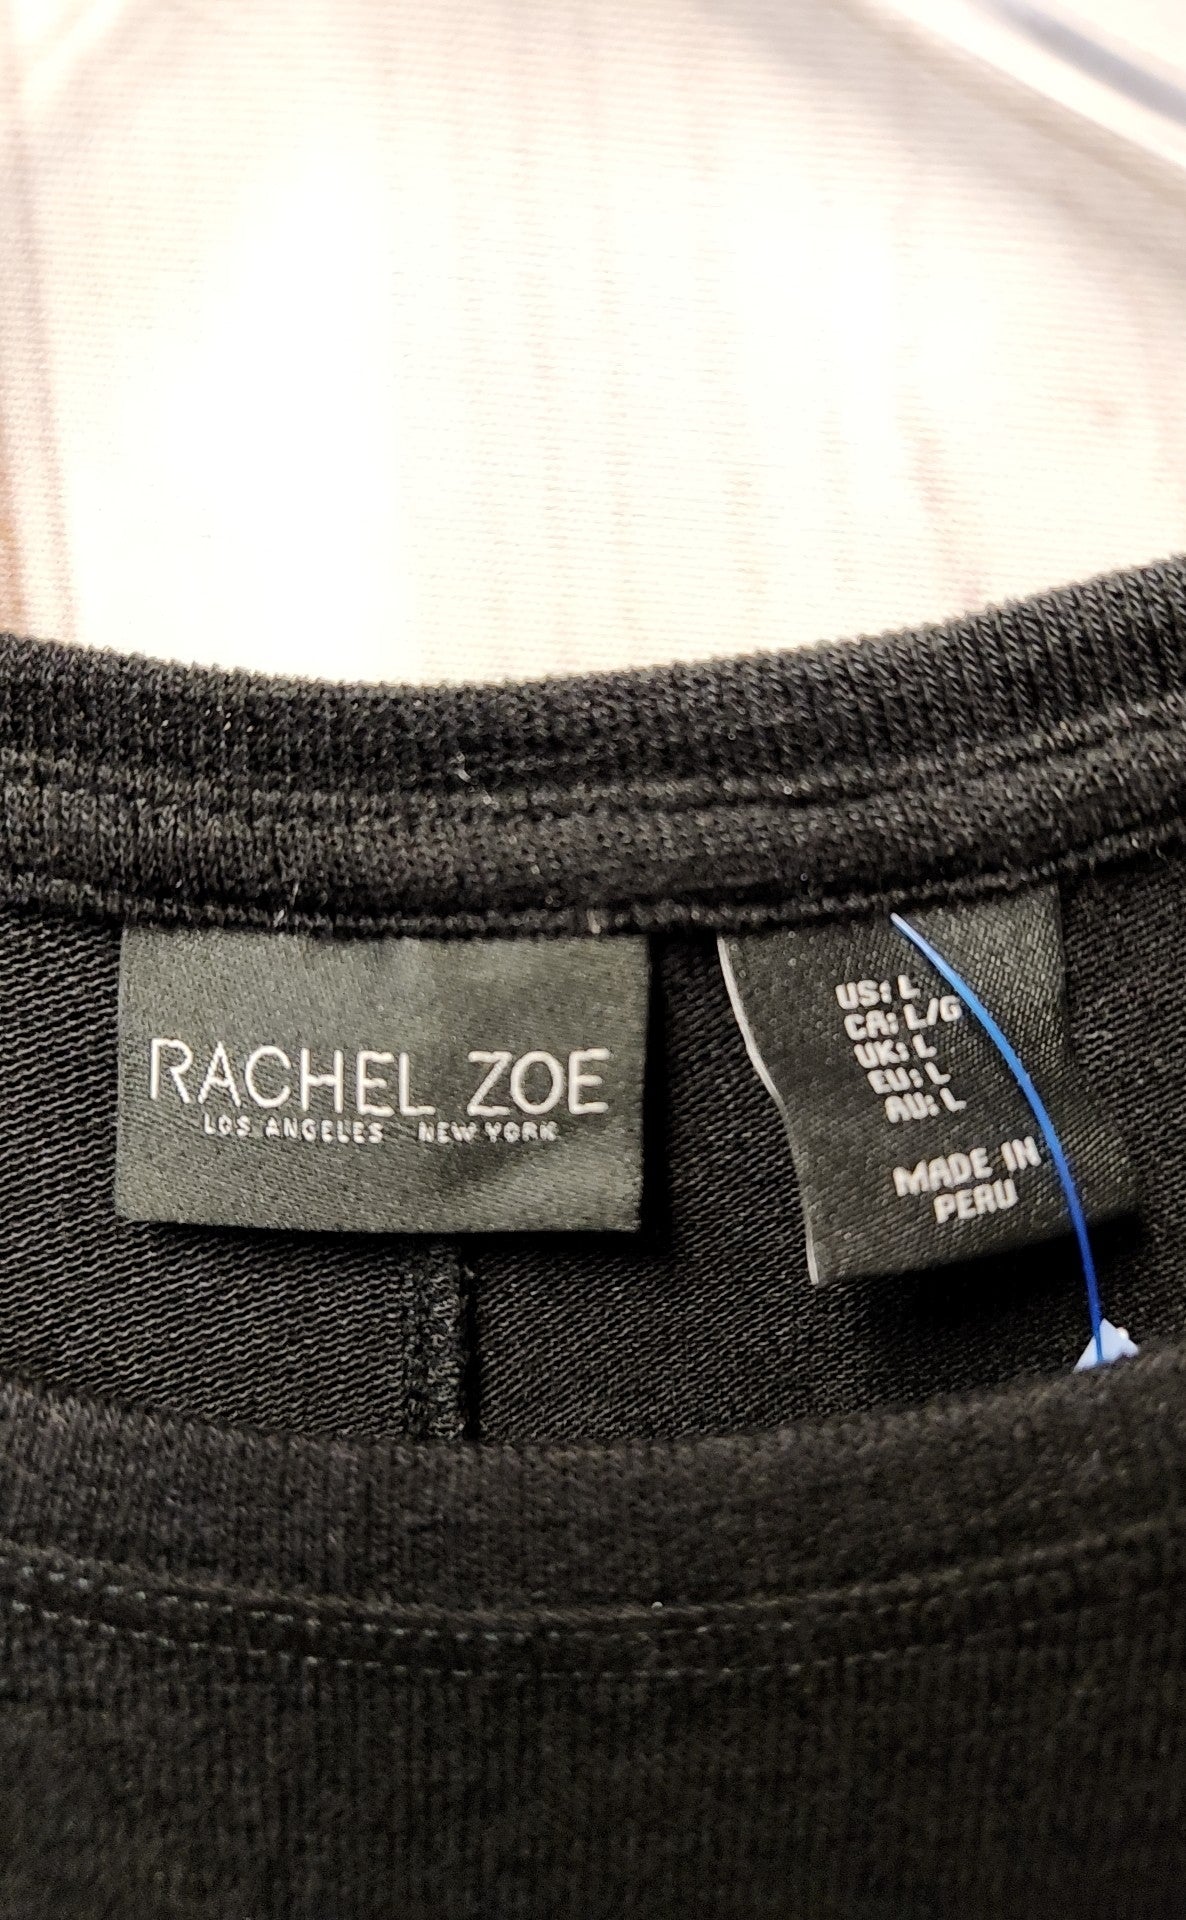 RACHEL ZOE
LOS ANGELES NEW YORK
US: L
CA: L/G
UK: L
EU: L
AU: L
MADE IN
PERU